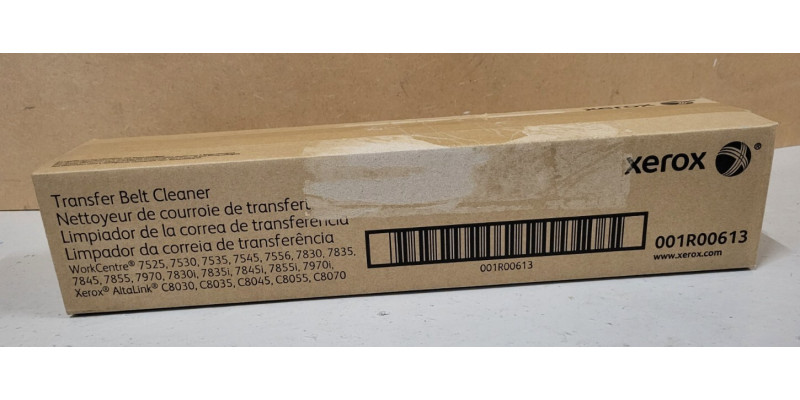 xerox
xerox ®
Transfer Belt Cleaner
Nettoyeur de courroie de transfert
Limpiador de la correa de transferencia
Limpador da correia de transferência
WorkCentre® 7525, 7530, 7535, 7545, 7556, 7830, 7835,
7845, 7855, 7970, 7830i, 7835i, 7845i, 7855i, 7970i,
Xerox® AltaLink® C8030, C8035, C8045, C8055, C8070
001R00613
001R00613
www.xerox.com